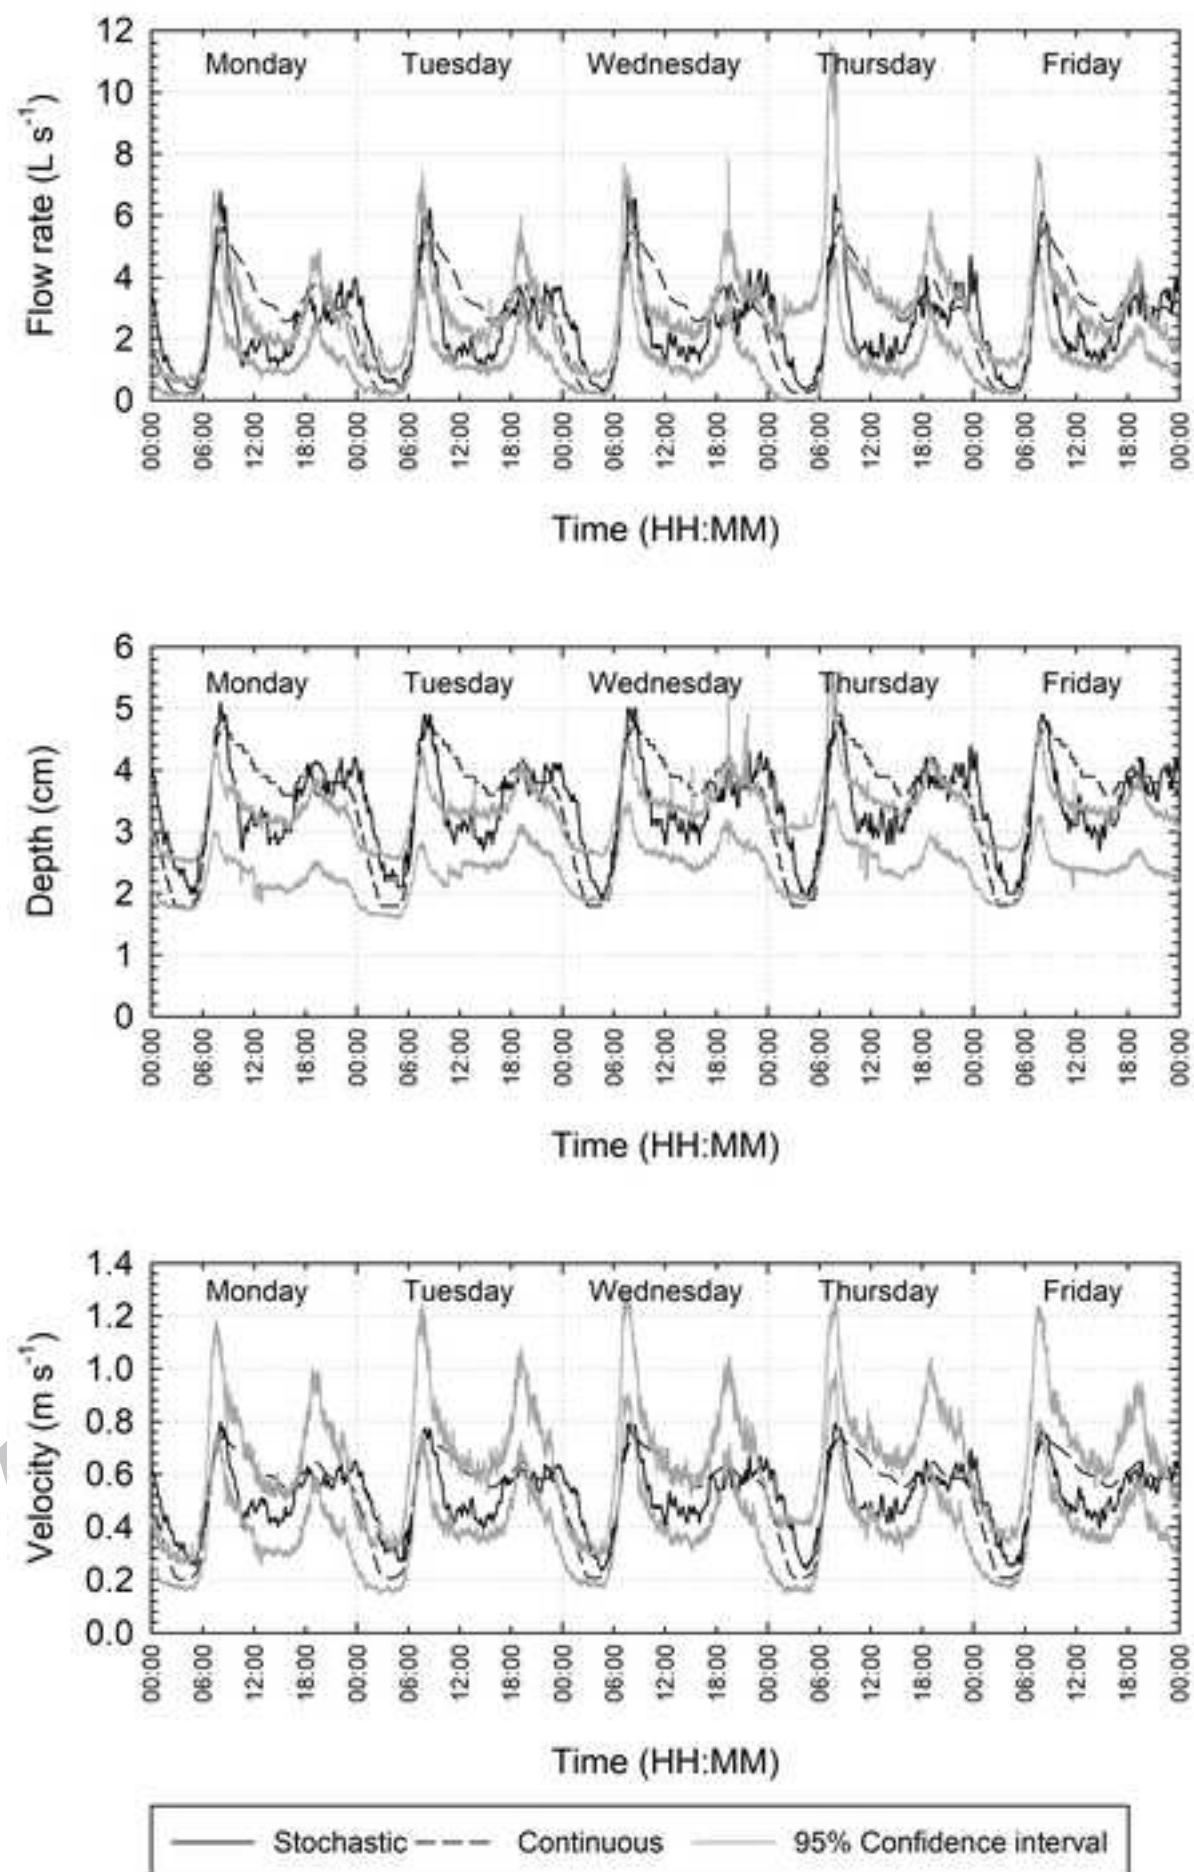 12
10
8
6
4
2
0
Flow rate (L s⁻¹)
Monday Tuesday Wednesday Thursday Friday
00:00 06:00 12:00 18:00 00:00 06:00 12:00 18:00 00:00 06:00 12:00 18:00 00:00 06:00 12:00 18:00 00:00 06:00 12:00 18:00 00:00
Time (HH:MM)
6
5
4
3
2
1
0
Depth (cm)
Monday Tuesday Wednesday Thursday Friday
00:00 06:00 12:00 18:00 00:00 06:00 12:00 18:00 00:00 06:00 12:00 18:00 00:00 06:00 12:00 18:00 00:00 06:00 12:00 18:00 00:00
Time (HH:MM)
1.4
1.2
1.0
0.8
0.6
0.4
0.2
0.0
Velocity (m s⁻¹)
Monday Tuesday Wednesday Thursday Friday
00:00 06:00 12:00 18:00 00:00 06:00 12:00 18:00 00:00 06:00 12:00 18:00 00:00 06:00 12:00 18:00 00:00 06:00 12:00 18:00 00:00
Time (HH:MM)
Stochastic Continuous 95% Confidence interval